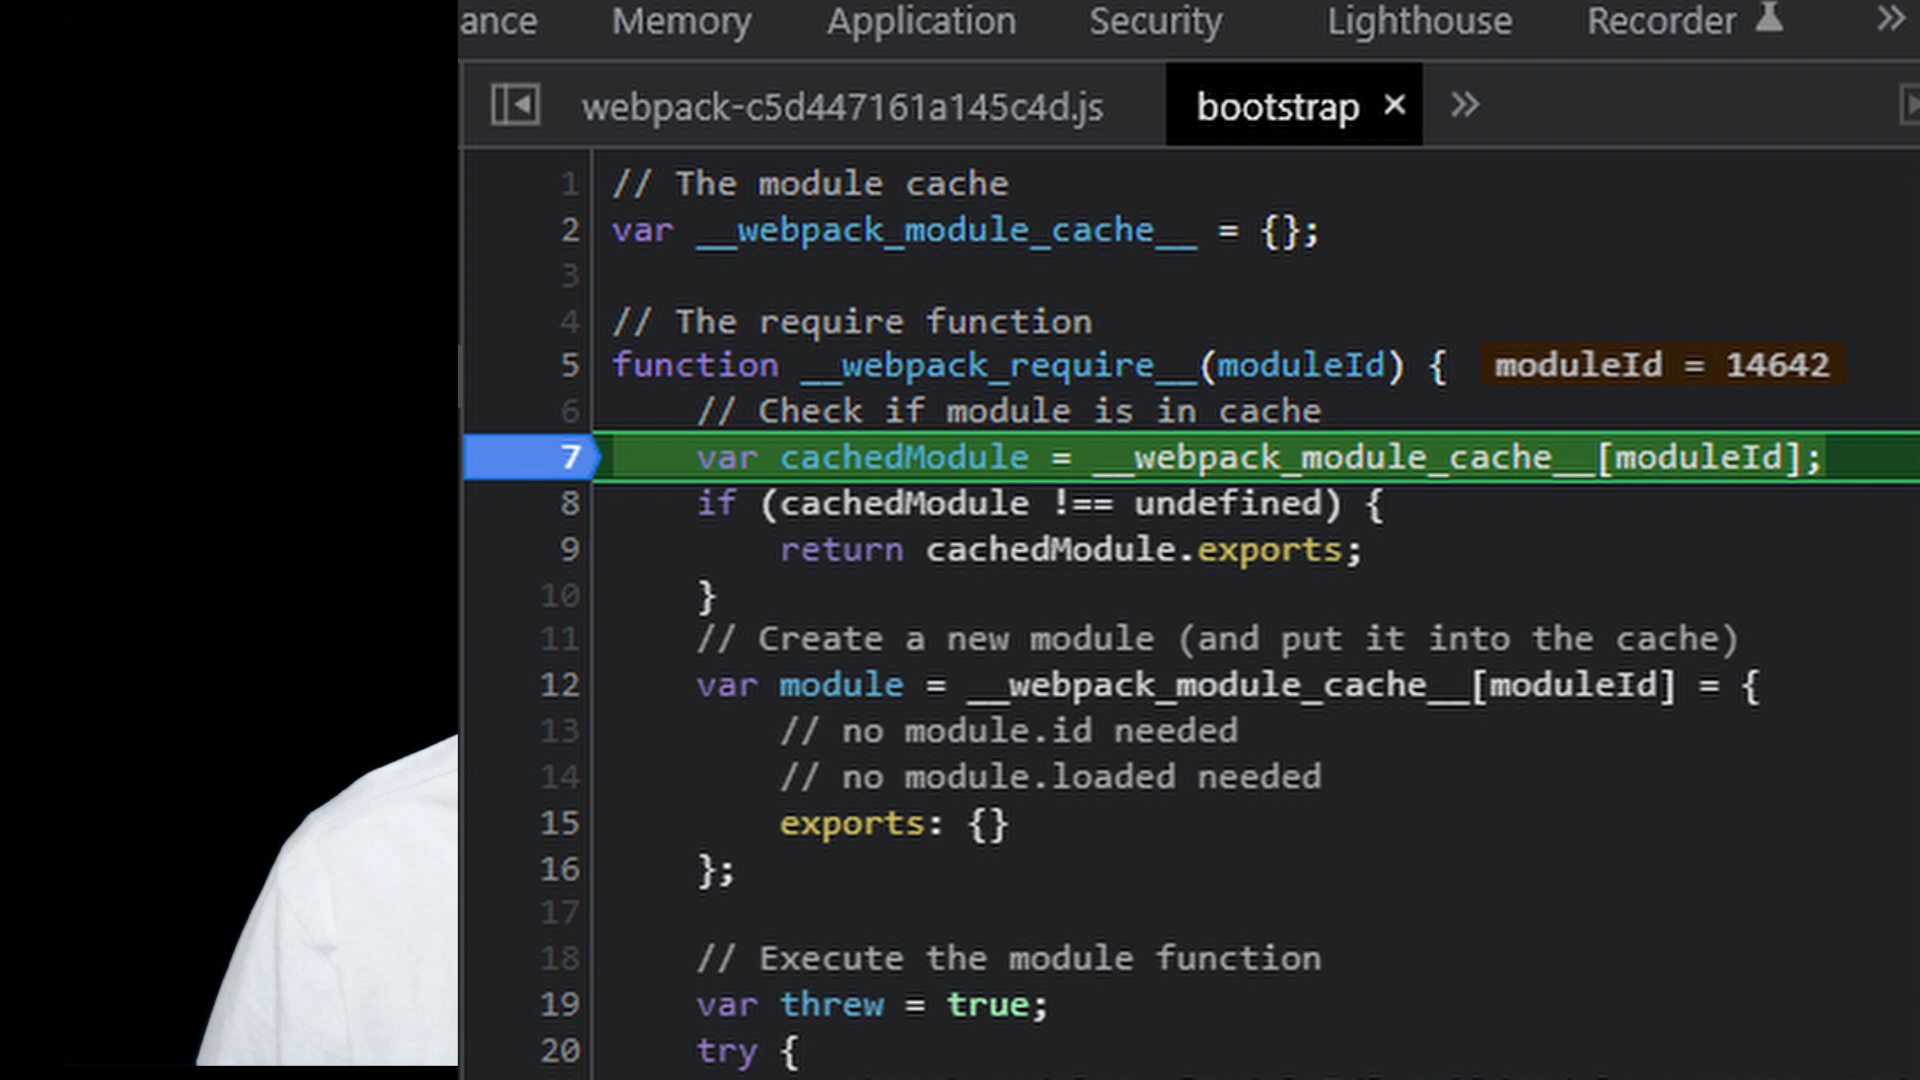 ance Memory Application Security Lighthouse Recorder
webpack-c5d447161a145c4d.js bootstrap
1 // The module cache
2 var __webpack_module_cache__ = {};
3
4 // The require function
5 function __webpack_require__(moduleId) { moduleId = 14642
6 // Check if module is in cache
7 var cachedModule = __webpack_module_cache__[moduleId];
8 if (cachedModule !== undefined) {
9 return cachedModule.exports;
10 }
11 // Create a new module (and put it into the cache)
12 var module = __webpack_module_cache__[moduleId] = {
13 // no module.id needed
14 // no module.loaded needed
15 exports: {}
16 };
17
18 // Execute the module function
19 var threw = true;
20 try {